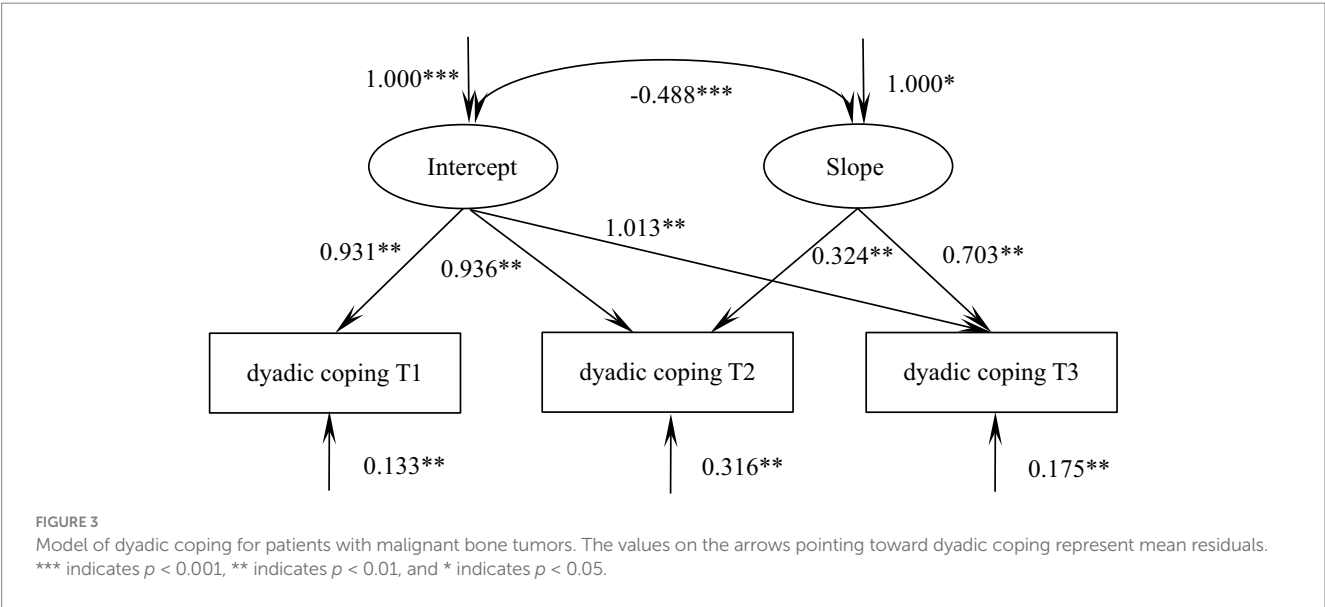 1.000***
-0.488***
1.000*
Intercept
Slope
0.931**
0.936**
1.013**
0.324**
0.703**
dyadic coping T1
dyadic coping T2
dyadic coping T3
0.133**
0.316**
0.175**
FIGURE 3
Model of dyadic coping for patients with malignant bone tumors. The values on the arrows pointing toward dyadic coping represent mean residuals.
*** indicates p < 0.001, ** indicates p < 0.01, and * indicates p < 0.05.